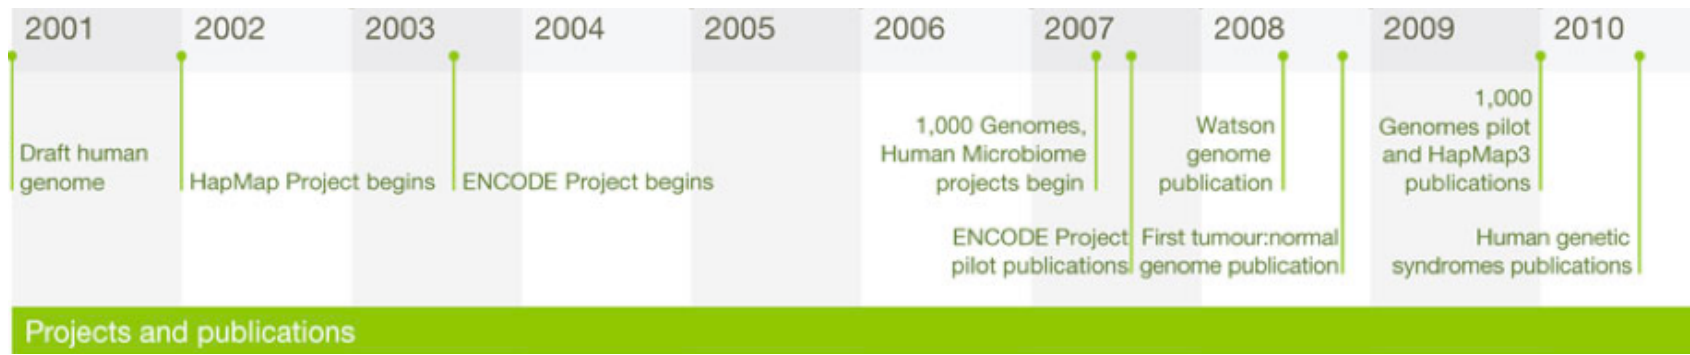 2001 2002 2003 2004 2005 2006 2007 2008 2009 2010
Draft human
genome
HapMap Project begins
ENCODE Project begins
1,000 Genomes,
Human Microbiome
projects begin
ENCODE Project
pilot publications
Watson
genome
publication
First tumour:normal
genome publication
1,000
Genomes pilot
and HapMap3
publications
Human genetic
syndromes publications
Projects and publications